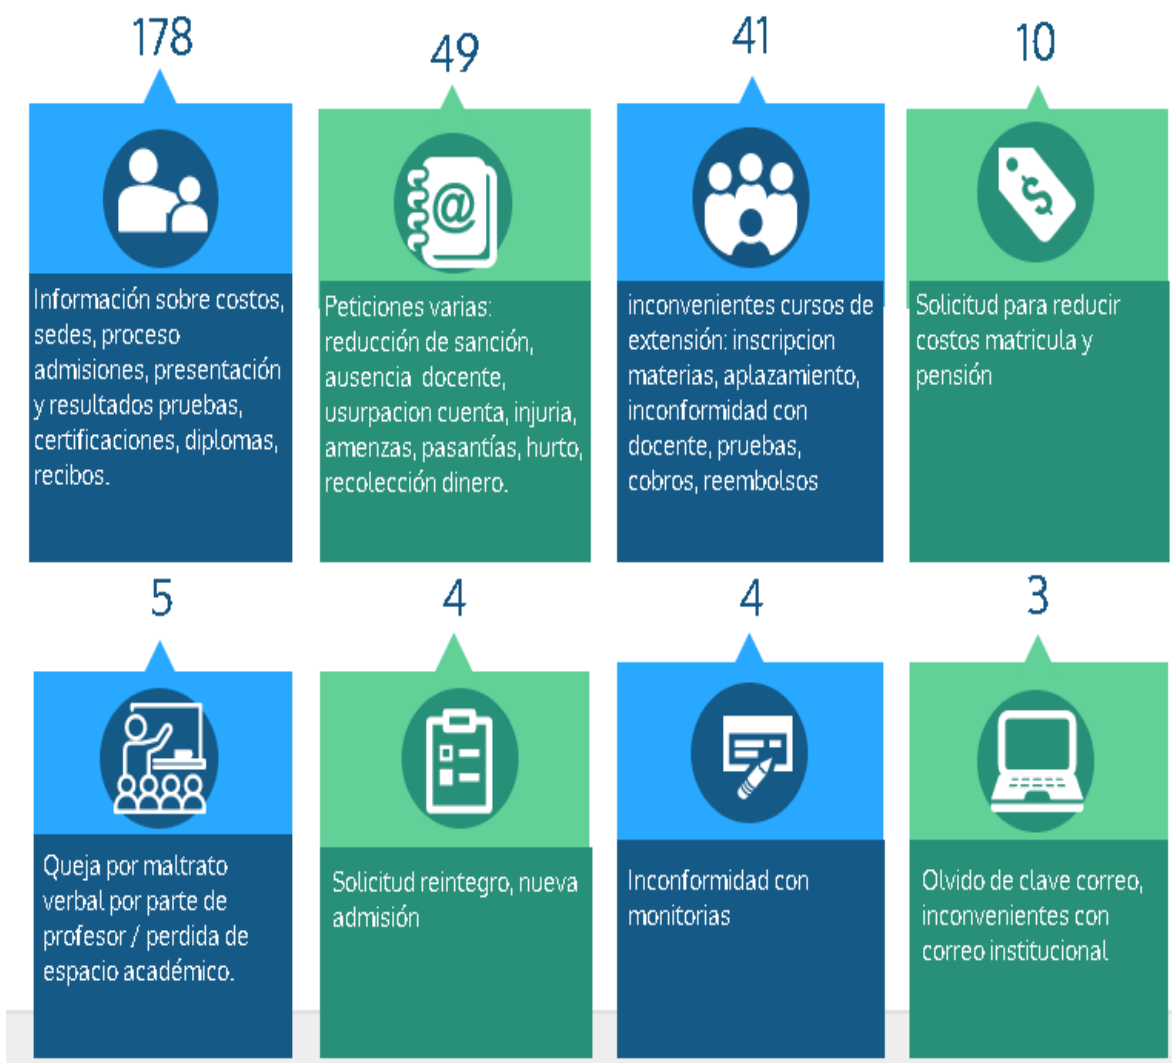 178
Información sobre costos,
sedes, proceso
admisiones, presentación
y resultados pruebas,
certificaciones, diplomas,
recibos.
49
@
Peticiones varias:
reducción de sanción,
ausencia docente,
usurpacion cuenta, injuria,
amenzas, pasantías, hurto,
recolección dinero.
41
inconvenientes cursos de
extensión: inscripcion
materias, aplazamiento,
inconformidad con
docente, pruebas,
cobros, reembolsos
10
$
Solicitud para reducir
costos matricula y
pensión
5
Queja por maltrato
verbal por parte de
profesor / perdida de
espacio académico.
4
Solicitud reintegro, nueva
admisión
4
Inconformidad con
monitorias
3
Olvido de clave correo,
inconvenientes con
correo institucional